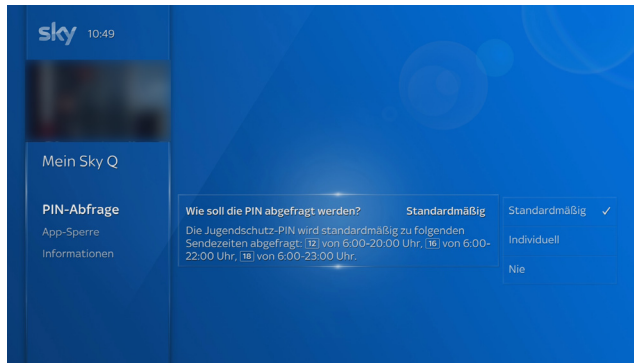 sky 10:49
Mein Sky Q
PIN-Abfrage
App-Sperre
Informationen
Wie soll die PIN abgefragt werden? Standardmäßig
Die Jugendschutz-PIN wird standardmäßig zu folgenden
Sendezeiten abgefragt: 12 von 6:00-20:00 Uhr, 16 von 6:00-
22:00 Uhr, 18 von 6:00-23:00 Uhr.
Standardmäßig ✓
Individuell
Nie